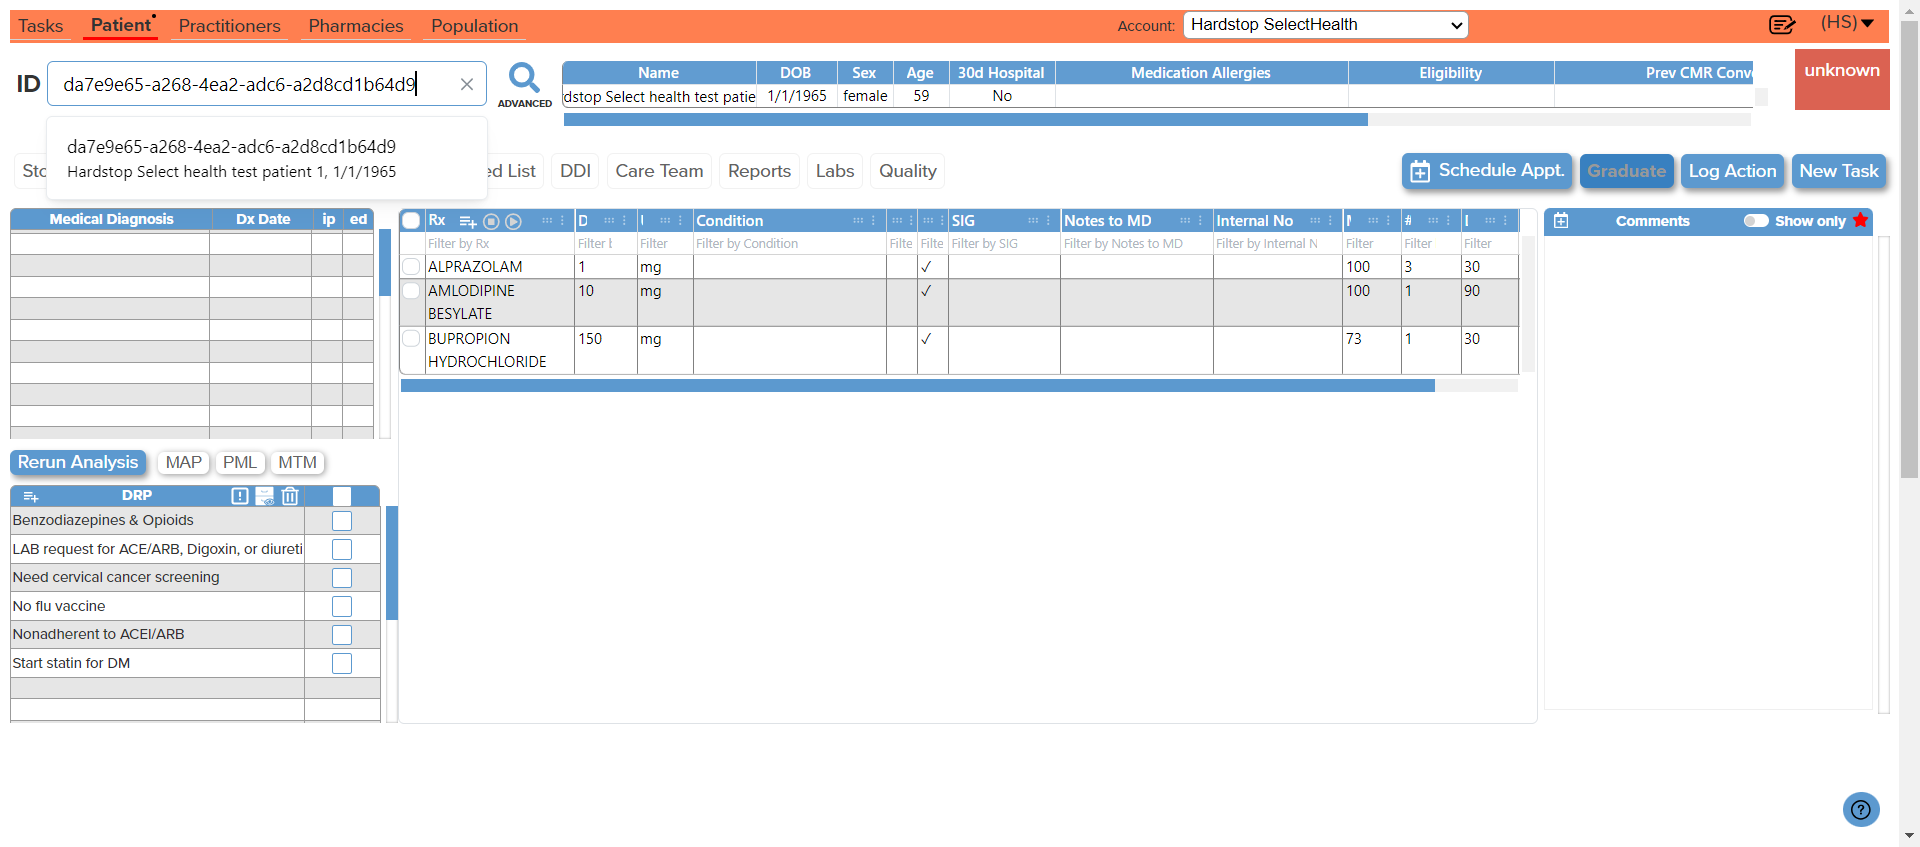 Tasks Patient Practitioners Pharmacies Population Account: Hardstop SelectHealth (HS)
ID da7e9e65-a268-4ea2-adc6-a2d8cd1b64d9 ADVANCED
Name DOB Sex Age 30d Hospital Medication Allergies Eligibility Prev CMR Conve
dstop Select health test patie 1/1/1965 female 59 No
unknown
da7e9e65-a268-4ea2-adc6-a2d8cd1b64d9
Hardstop Select health test patient 1, 1/1/1965
Sto ed List DDI Care Team Reports Labs Quality Schedule Appt. Graduate Log Action New Task
Medical Diagnosis Dx Date ip ed
Rx D I Condition SIG Notes to MD Internal No # I
Filter by Rx Filter b Filter Filter by Condition Filte Filte Filter by SIG Filter by Notes to MD Filter by Internal N Filter Filter Filter
ALPRAZOLAM 1 mg ✓ 100 3 30
AMLODIPINE BESYLATE 10 mg ✓ 100 1 90
BUPROPION HYDROCHLORIDE 150 mg ✓ 73 1 30
Comments Show only
Rerun Analysis MAP PML MTM
DRP
Benzodiazepines & Opioids
LAB request for ACE/ARB, Digoxin, or diureti
Need cervical cancer screening
No flu vaccine
Nonadherent to ACEI/ARB
Start statin for DM